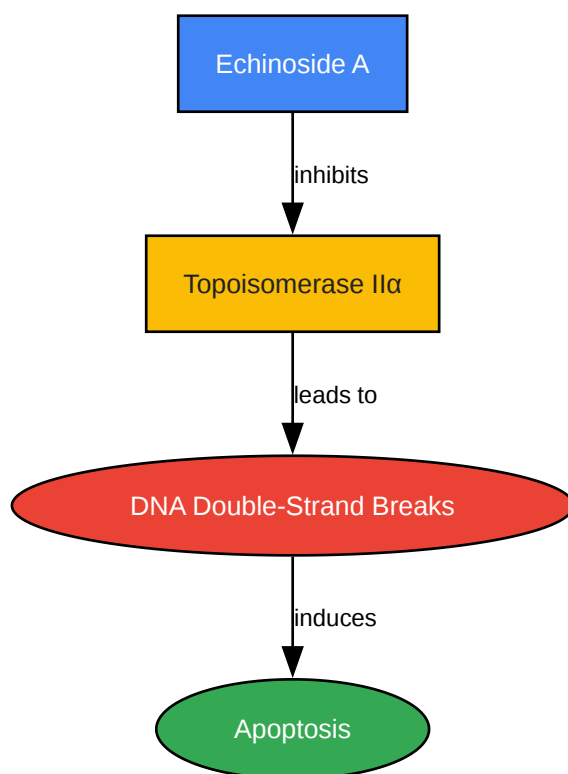 Echinoside A
inhibits
Topoisomerase IIα
leads to
DNA Double-Strand Breaks
induces
Apoptosis